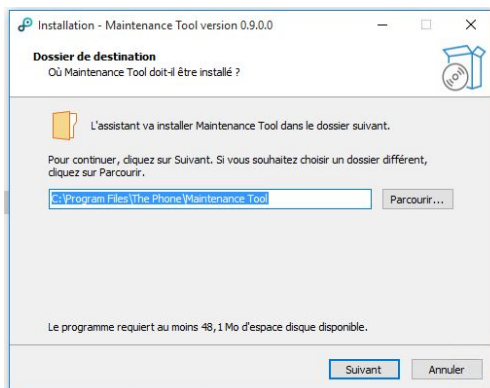 Installation - Maintenance Tool version 0.9.0.0
Dossier de destination
Où Maintenance Tool doit-il être installé ?
L'assistant va installer Maintenance Tool dans le dossier suivant.
Pour continuer, cliquez sur Suivant. Si vous souhaitez choisir un dossier différent,
cliquez sur Parcourir.
C:\Program Files\The Phone\Maintenance Tool
Parcourir...
Le programme requiert au moins 48,1 Mo d'espace disque disponible.
Suivant
Annuler